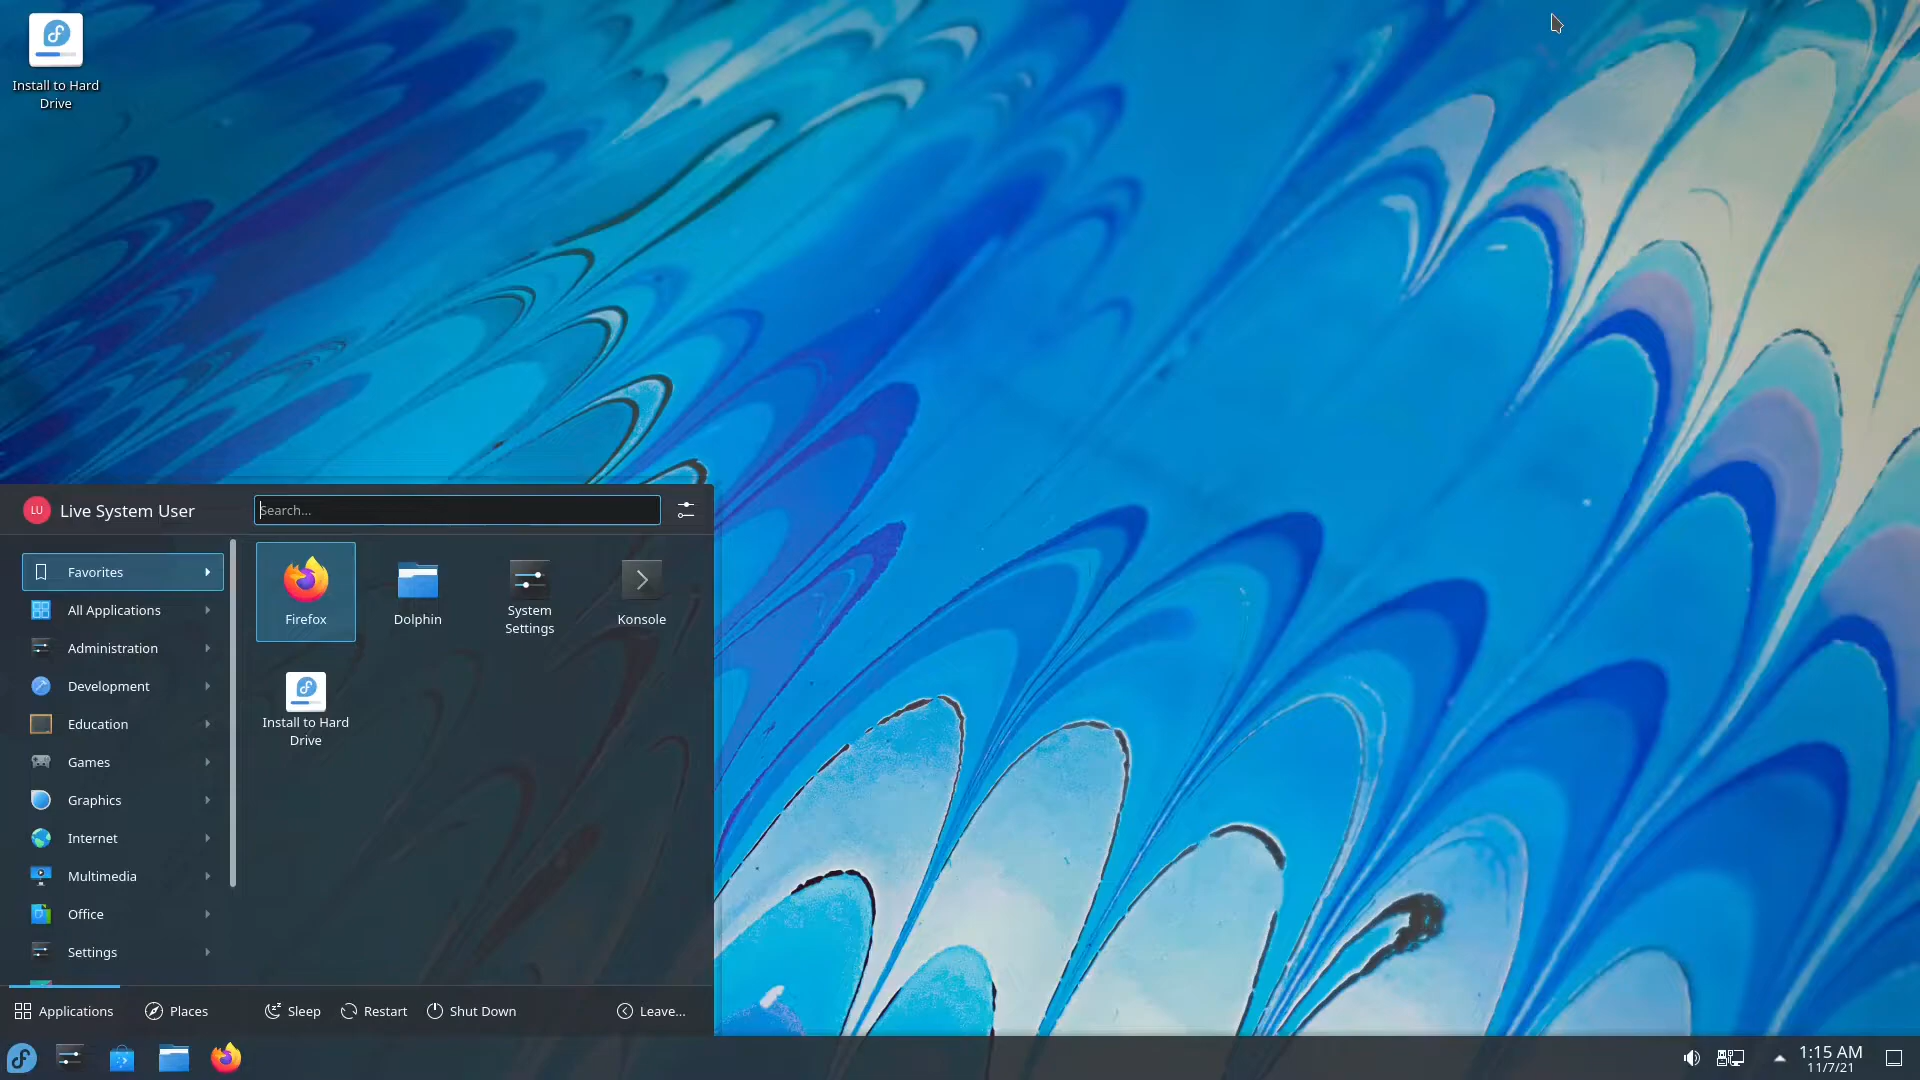 Install to Hard
Drive
LU
Live System User
Search...
Favorites
All Applications
Administration
Development
Education
Games
Graphics
Internet
Multimedia
Office
Settings
Firefox
Dolphin
System
Settings
Konsole
Install to Hard
Drive
Applications
Places
Sleep
Restart
Shut Down
Leave...
1:15 AM
11/7/21